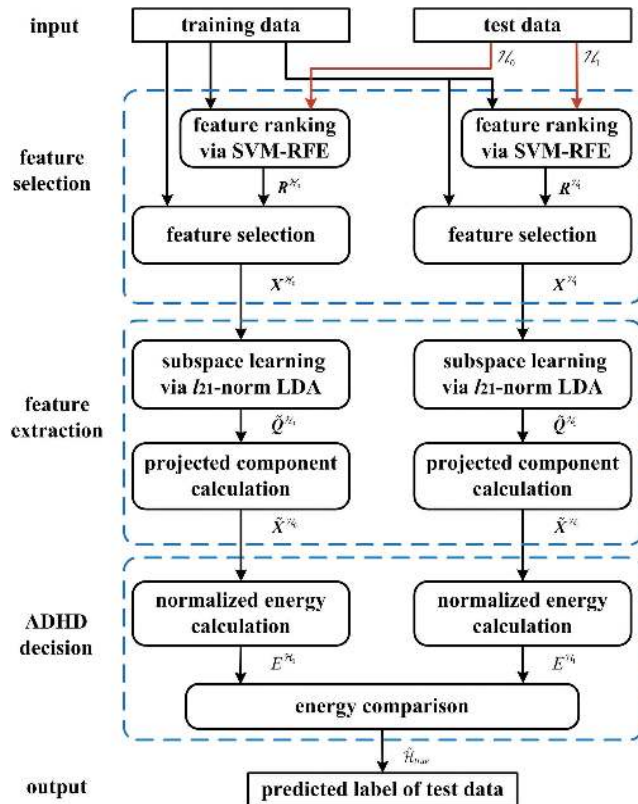 input
training data
test data
ℋ₀
ℋ₁
feature selection
feature ranking via SVM-RFE
feature ranking via SVM-RFE
R
R
feature selection
feature selection
X
X
feature extraction
subspace learning via l21-norm LDA
subspace learning via l21-norm LDA
Q̃
Q̃
projected component calculation
projected component calculation
X̃
X̃
ADHD decision
normalized energy calculation
normalized energy calculation
E
E
energy comparison
output
predicted label of test data